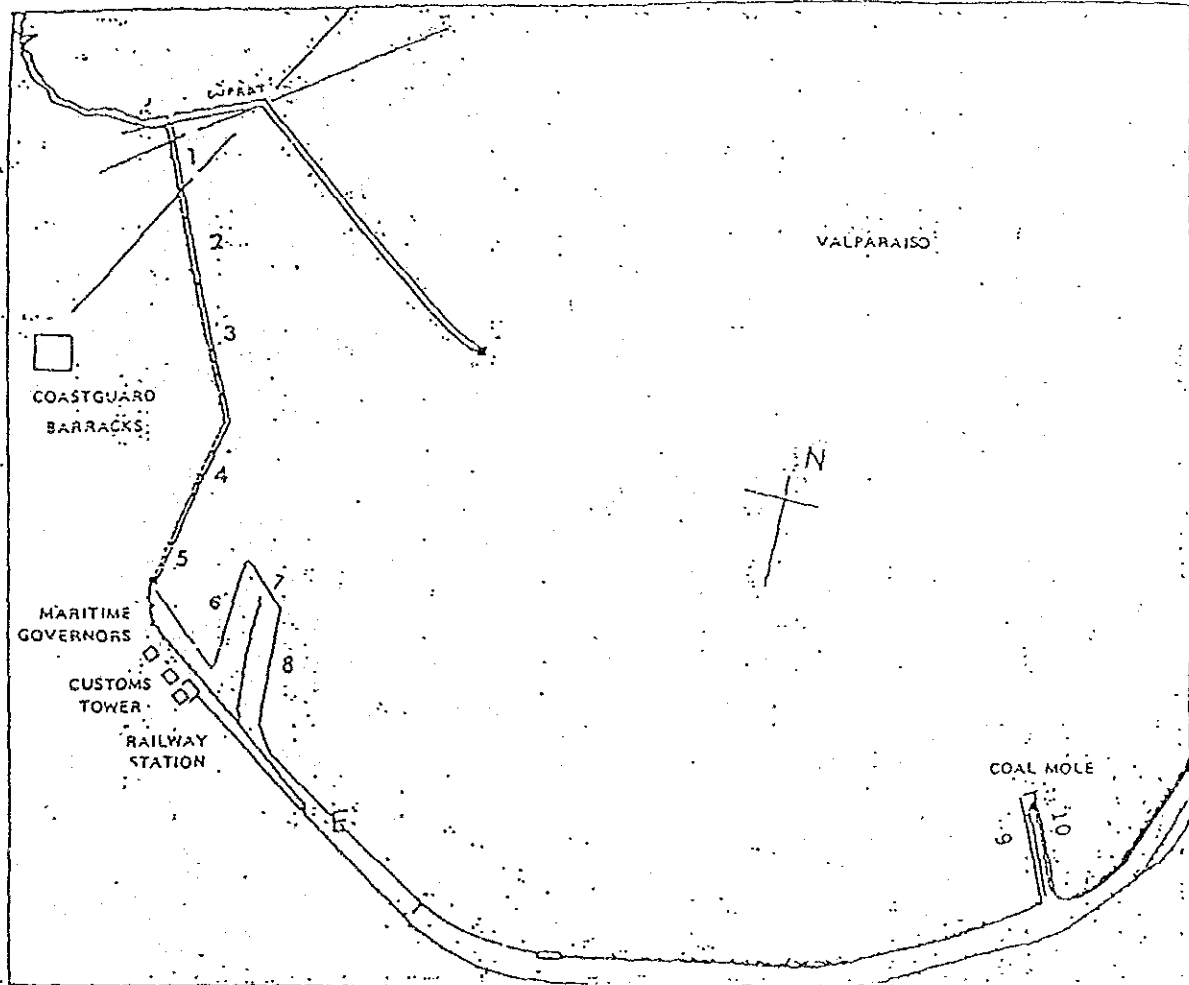 1
2
VALPARAISO
3
COASTGUARD
BARRACKS
N
4
5
7
6
MARITIME
GOVERNORS
8
CUSTOMS
TOWER
RAILWAY
STATION
COAL MOLE
E
9
10